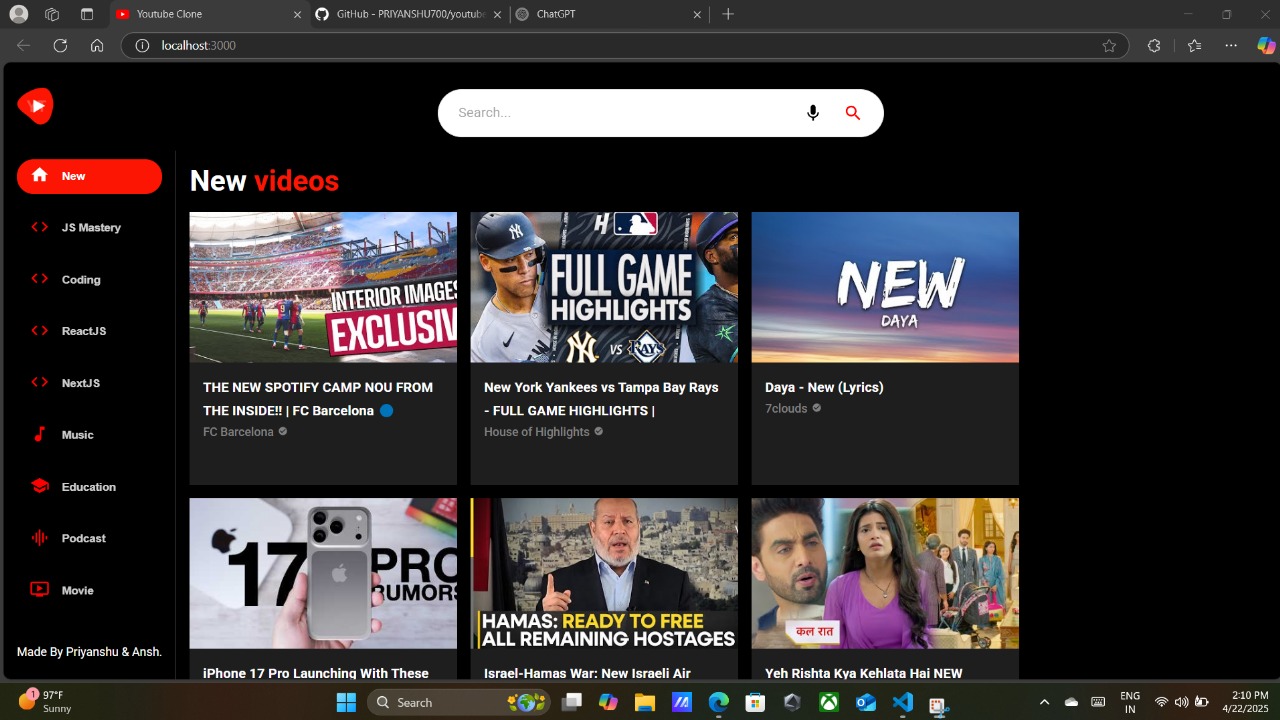 Youtube Clone
GitHub - PRIYANSHU700/youtube
ChatGPT
localhost:3000
Search...
New
JS Mastery
Coding
ReactJS
NextJS
Music
Education
Podcast
Movie
Made By Priyanshu & Ansh.
New videos
INTERIOR IMAGES
EXCLUSIV
THE NEW SPOTIFY CAMP NOU FROM
THE INSIDE!! | FC Barcelona
FC Barcelona
H
FULL GAME
HIGHLIGHTS
VS RAYS
New York Yankees vs Tampa Bay Rays
- FULL GAME HIGHLIGHTS |
House of Highlights
NEW
DAYA
Daya - New (Lyrics)
7clouds
17 PRO
RUMORS
iPhone 17 Pro Launching With These
HAMAS: READY TO FREE
ALL REMAINING HOSTAGES
Israel-Hamas War: New Israeli Air
कल रात
Yeh Rishta Kya Kehlata Hai NEW
1
97°F
Sunny
Search
ENG
IN
2:10 PM
4/22/2025